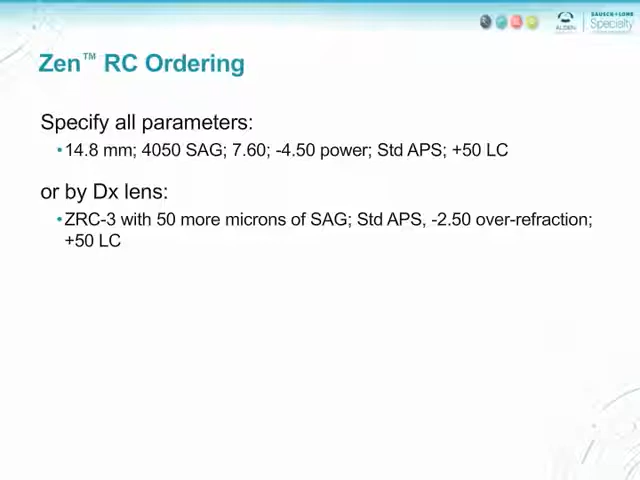 BAUSCH + LOMB
ALDEN
Specialty
Zen™ RC Ordering
Specify all parameters:
•14.8 mm; 4050 SAG; 7.60; -4.50 power; Std APS; +50 LC
or by Dx lens:
•ZRC-3 with 50 more microns of SAG; Std APS, -2.50 over-refraction;
+50 LC